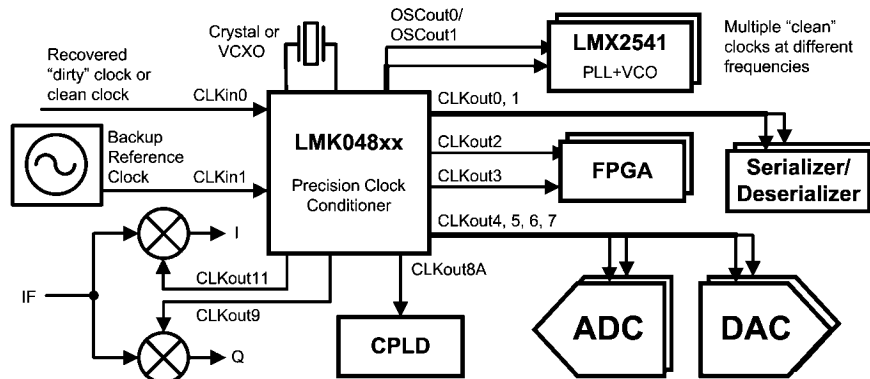 Recovered
“dirty” clock or
clean clock
Crystal or
VCXO
OSCout0/
OSCout1
LMX2541
PLL+VCO
Multiple “clean”
clocks at different
frequencies
CLKin0
CLKout0, 1
LMK048xx
Precision Clock
Conditioner
Backup
Reference
Clock
CLKin1
CLKout2
CLKout3
FPGA
Serializer/
Deserializer
CLKout4, 5, 6, 7
I
CLKout11
IF
CLKout9
Q
CLKout8A
CPLD
ADC
DAC